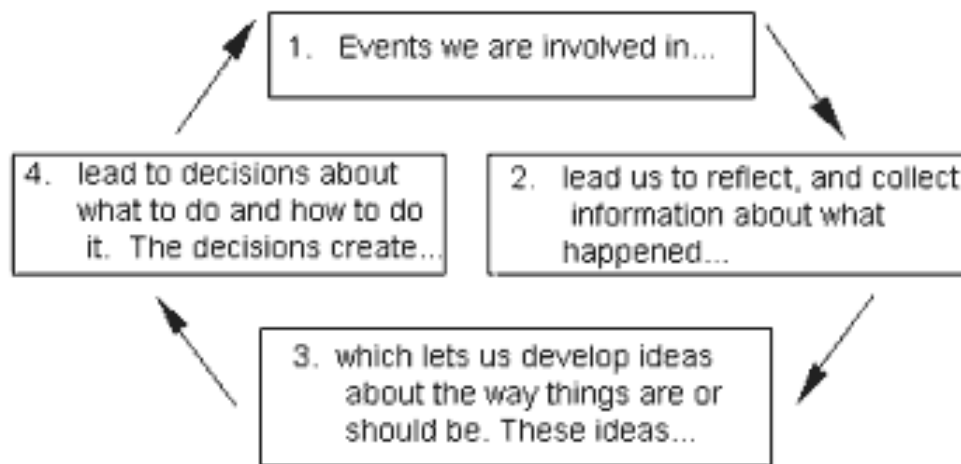 1. Events we are involved in...
2. lead us to reflect, and collect
information about what
happened...
3. which lets us develop ideas
about the way things are or
should be. These ideas...
4. lead to decisions about
what to do and how to do
it. The decisions create...